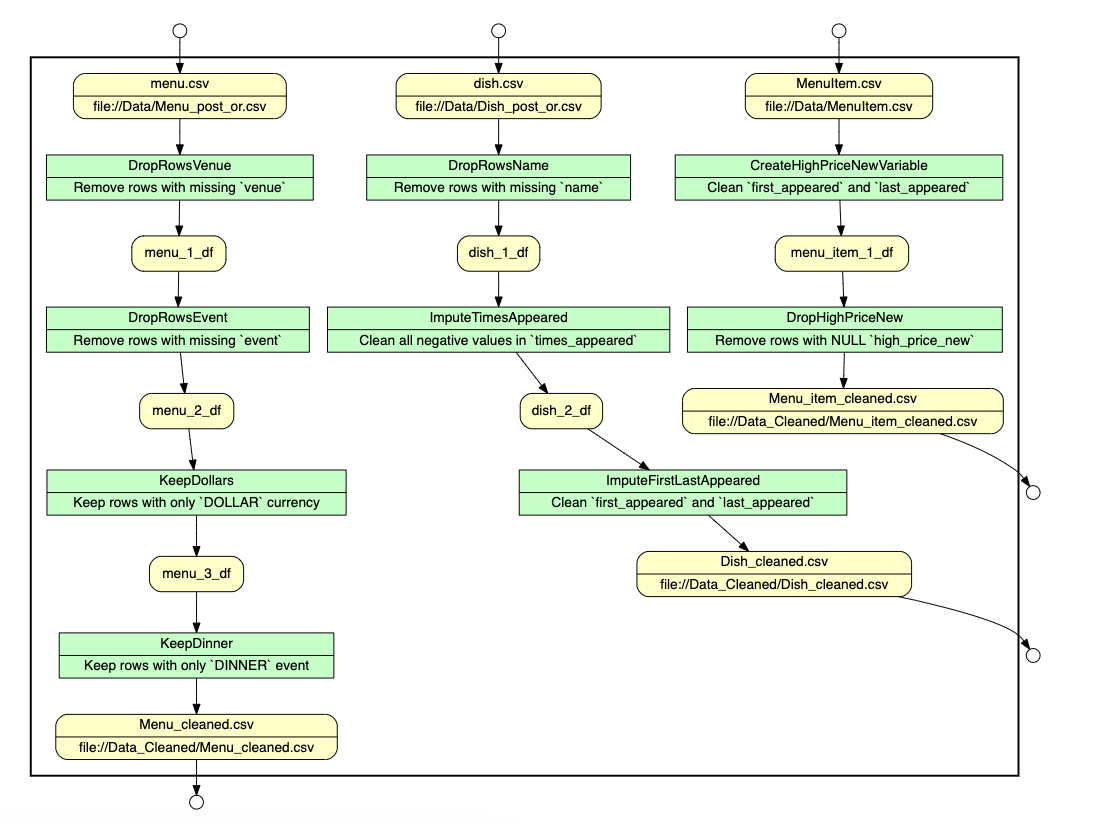 menu.csv
file://Data/Menu_post_or.csv
DropRowsVenue
Remove rows with missing `venue`
menu_1_df
DropRowsEvent
Remove rows with missing `event`
menu_2_df
KeepDollars
Keep rows with only `DOLLAR` currency
menu_3_df
KeepDinner
Keep rows with only `DINNER` event
Menu_cleaned.csv
file://Data_Cleaned/Menu_cleaned.csv
dish.csv
file://Data/Dish_post_or.csv
DropRowsName
Remove rows with missing `name`
dish_1_df
ImputeTimesAppeared
Clean all negative values in `times_appeared`
dish_2_df
ImputeFirstLastAppeared
Clean `first_appeared` and `last_appeared`
Dish_cleaned.csv
file://Data_Cleaned/Dish_cleaned.csv
MenuItem.csv
file://Data/MenuItem.csv
CreateHighPriceNewVariable
Clean `first_appeared` and `last_appeared`
menu_item_1_df
DropHighPriceNew
Remove rows with NULL `high_price_new`
Menu_item_cleaned.csv
file://Data_Cleaned/Menu_item_cleaned.csv